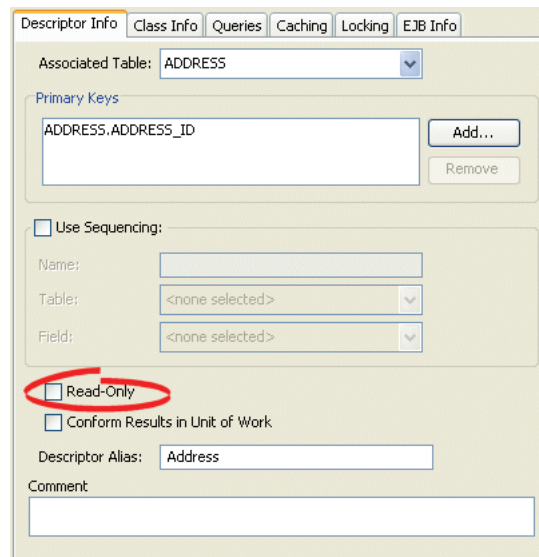 Descriptor Info Class Info Queries Caching Locking EJB Info
Associated Table: ADDRESS
Primary Keys
ADDRESS.ADDRESS_ID
Add...
Remove
Use Sequencing:
Name:
Table: <none selected>
Field: <none selected>
Read-Only
Conform Results in Unit of Work
Descriptor Alias: Address
Comment